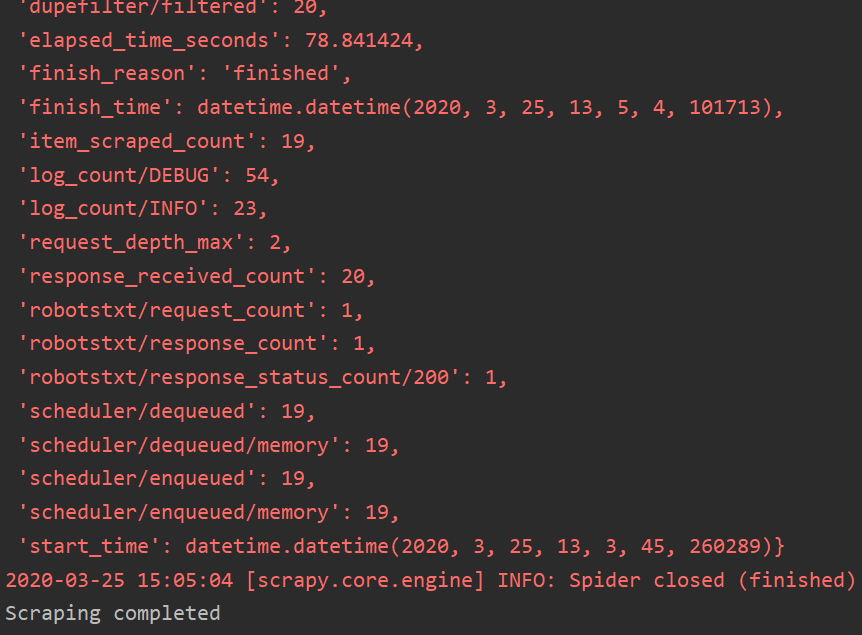 'dupefilter/filtered': 20,
'elapsed_time_seconds': 78.841424,
'finish_reason': 'finished',
'finish_time': datetime.datetime(2020, 3, 25, 13, 5, 4, 101713),
'item_scraped_count': 19,
'log_count/DEBUG': 54,
'log_count/INFO': 23,
'request_depth_max': 2,
'response_received_count': 20,
'robotstxt/request_count': 1,
'robotstxt/response_count': 1,
'robotstxt/response_status_count/200': 1,
'scheduler/dequeued': 19,
'scheduler/dequeued/memory': 19,
'scheduler/enqueued': 19,
'scheduler/enqueued/memory': 19,
'start_time': datetime.datetime(2020, 3, 25, 13, 3, 45, 260289)}
2020-03-25 15:05:04 [scrapy.core.engine] INFO: Spider closed (finished)
Scraping completed